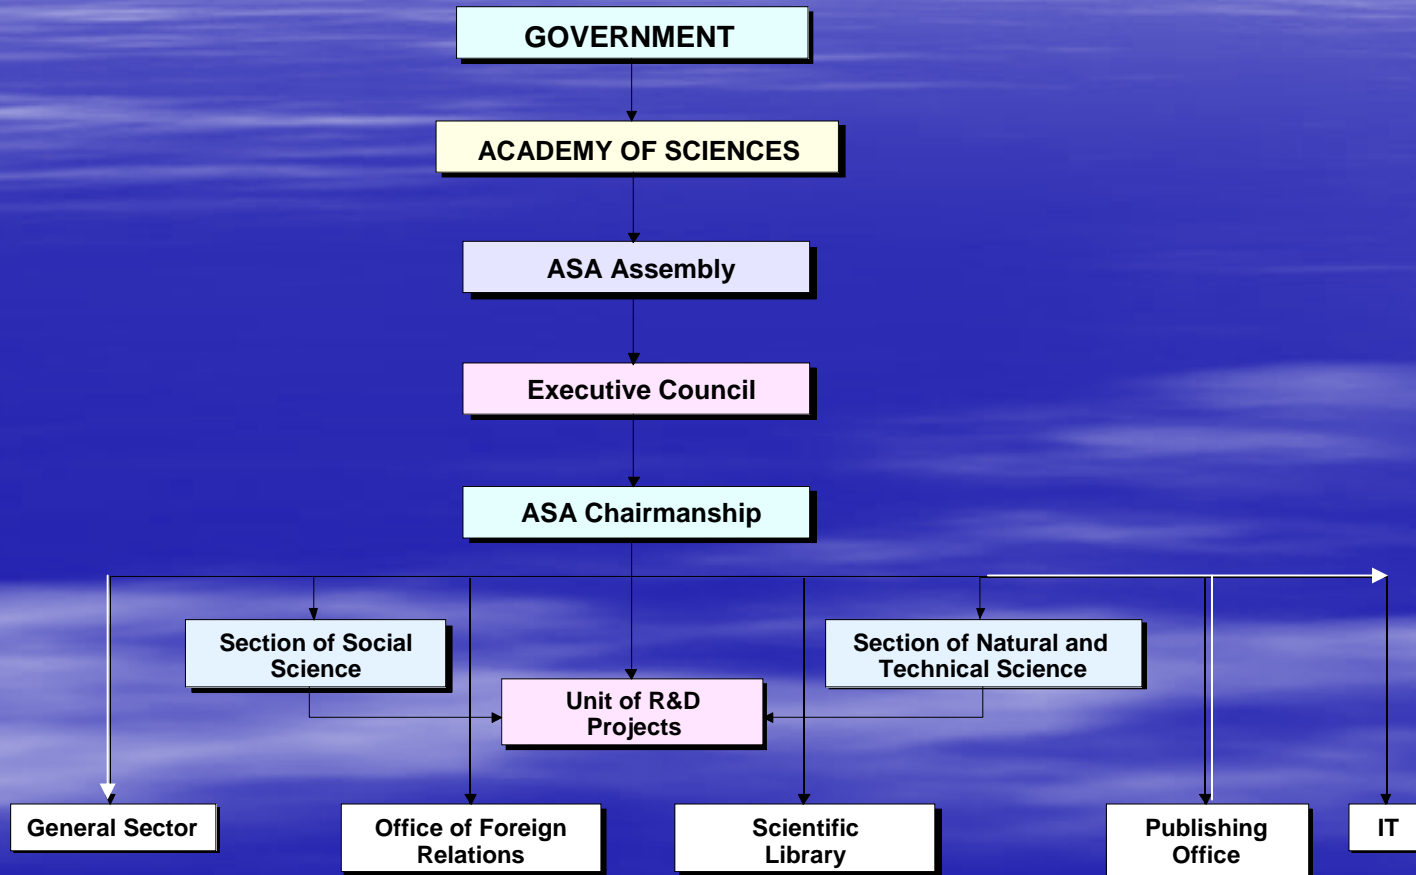 GOVERNMENT
ACADEMY OF SCIENCES
ASA Assembly
Executive Council
ASA Chairmanship
Section of Social
Science
Section of Natural and
Technical Science
Unit of R&D
Projects
General Sector
Office of Foreign
Relations
Scientific
Library
Publishing
Office
IT